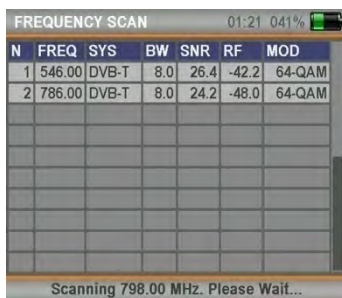 FREQUENCY SCAN 01:21 041%
N FREQ SYS BW SNR RF MOD
1 546.00 DVB-T 8.0 26.4 -42.2 64-QAM
2 786.00 DVB-T 8.0 24.2 -48.0 64-QAM
Scanning 798.00 MHz. Please Wait...